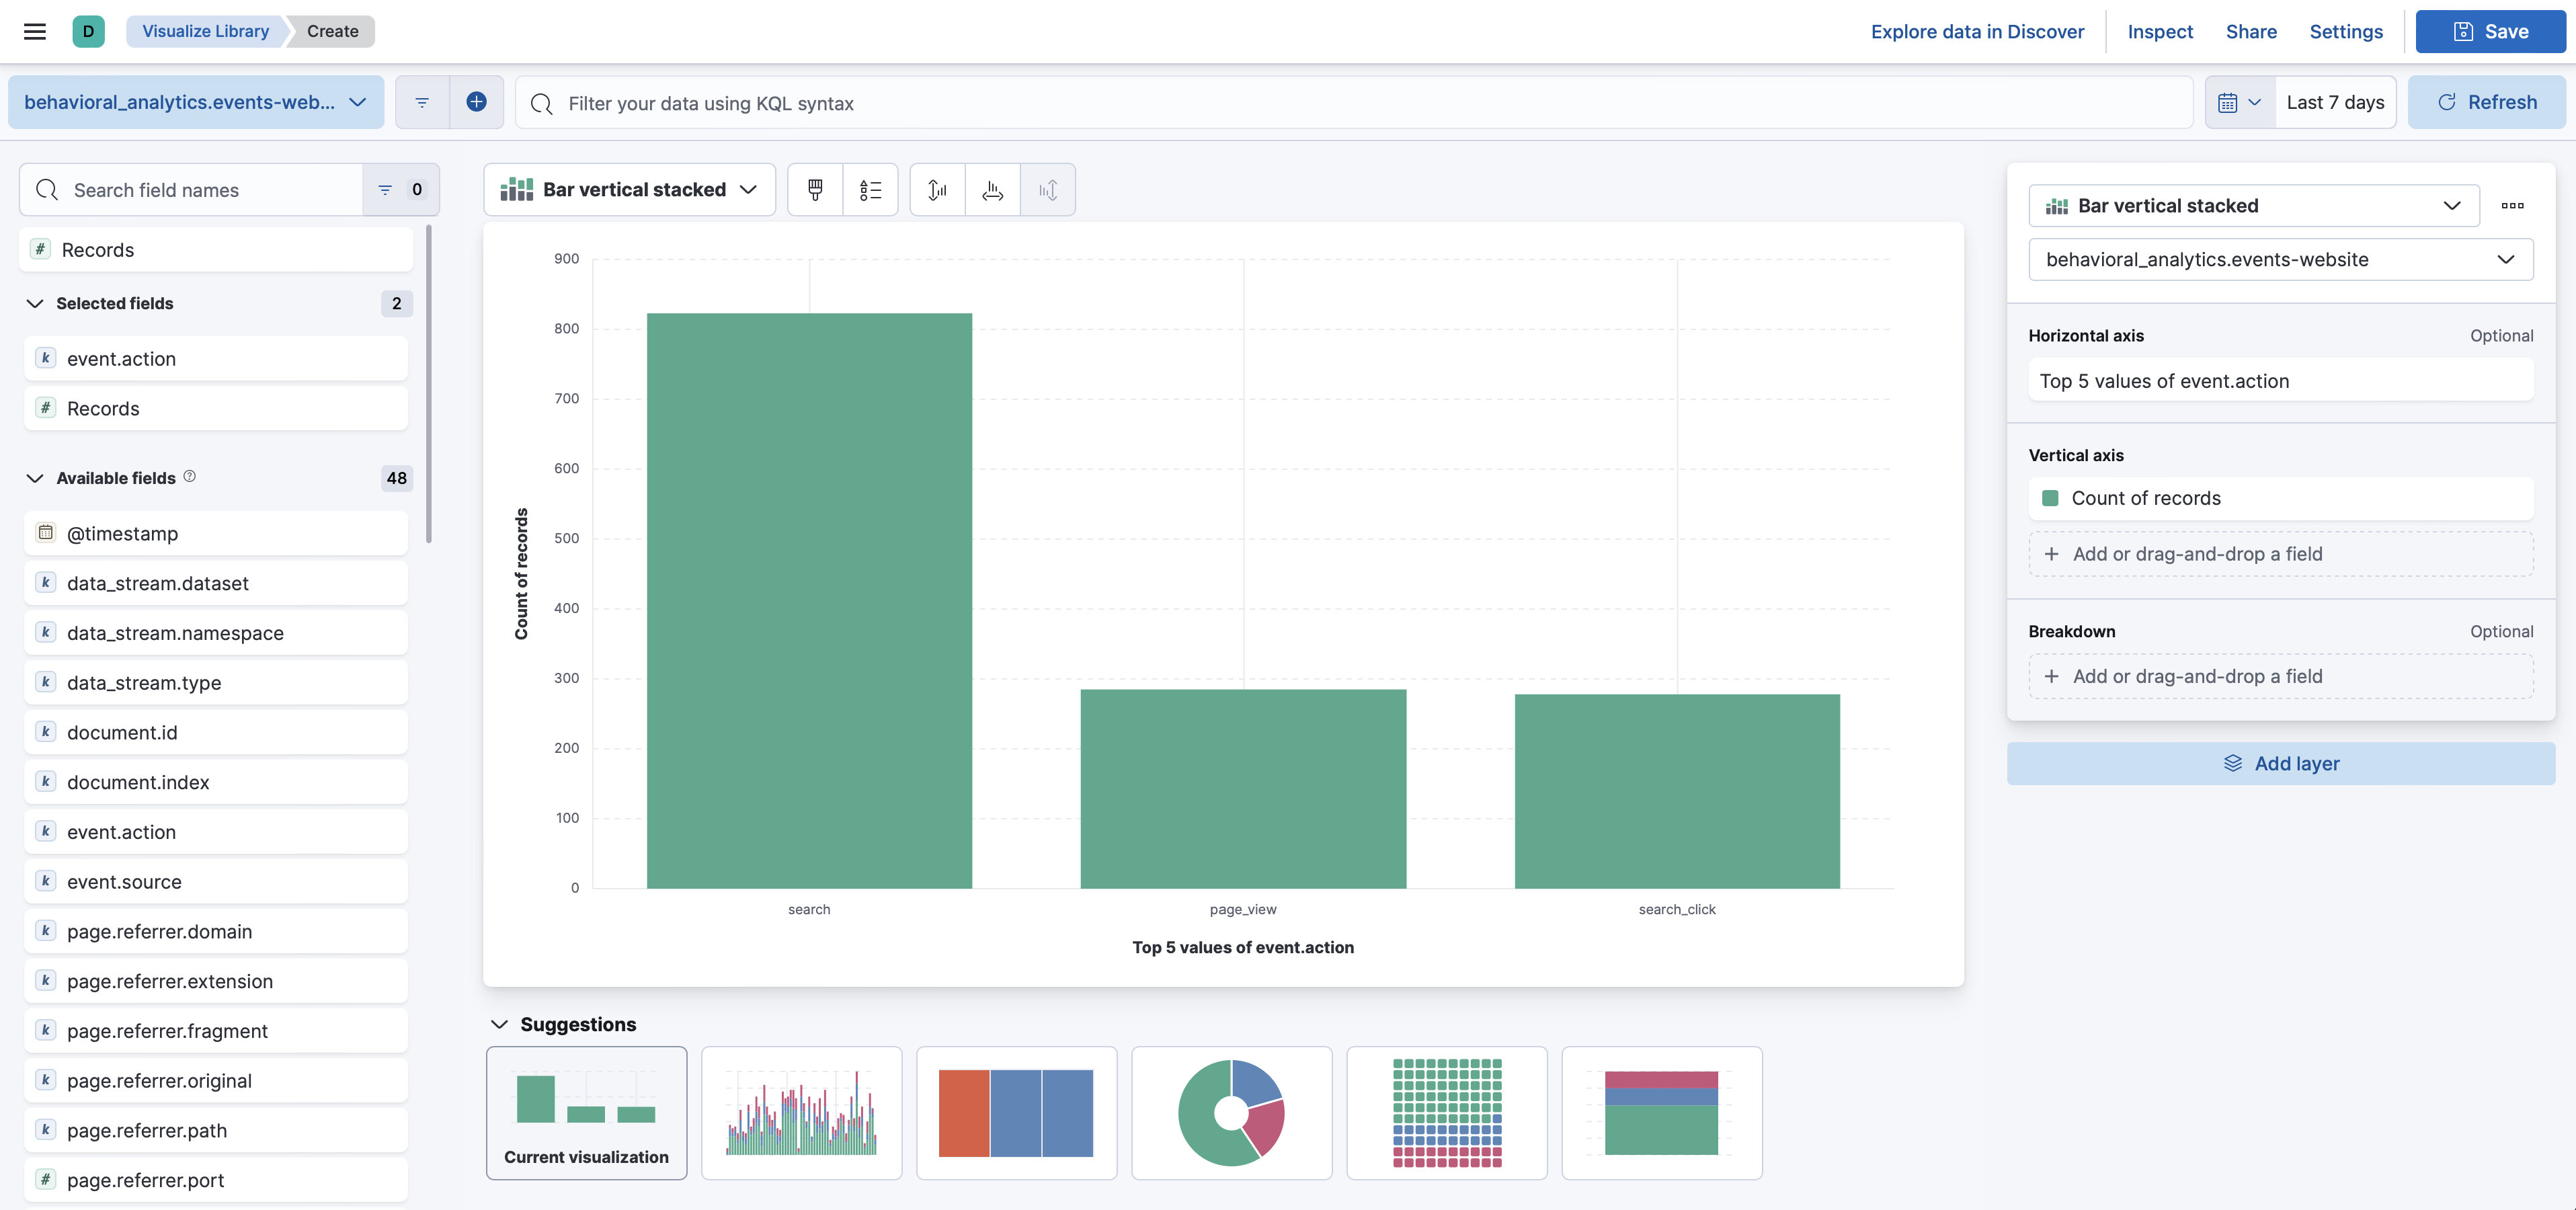 D
Visualize Library
Create
Explore data in Discover
Inspect
Share
Settings
Save
behavioral_analytics.events-web...
Filter your data using KQL syntax
Last 7 days
Refresh
Search field names
0
# Records
Selected fields
2
k event.action
# Records
Available fields
48
@timestamp
k data_stream.dataset
k data_stream.namespace
k data_stream.type
k document.id
k document.index
k event.action
k event.source
k page.referrer.domain
k page.referrer.extension
k page.referrer.fragment
k page.referrer.original
k page.referrer.path
# page.referrer.port
Bar vertical stacked
900
800
700
600
500
400
300
200
100
0
Count of records
search
page_view
search_click
Top 5 values of event.action
Suggestions
Current visualization
Bar vertical stacked
behavioral_analytics.events-website
Horizontal axis
Optional
Top 5 values of event.action
Vertical axis
Count of records
+ Add or drag-and-drop a field
Breakdown
Optional
+ Add or drag-and-drop a field
Add layer